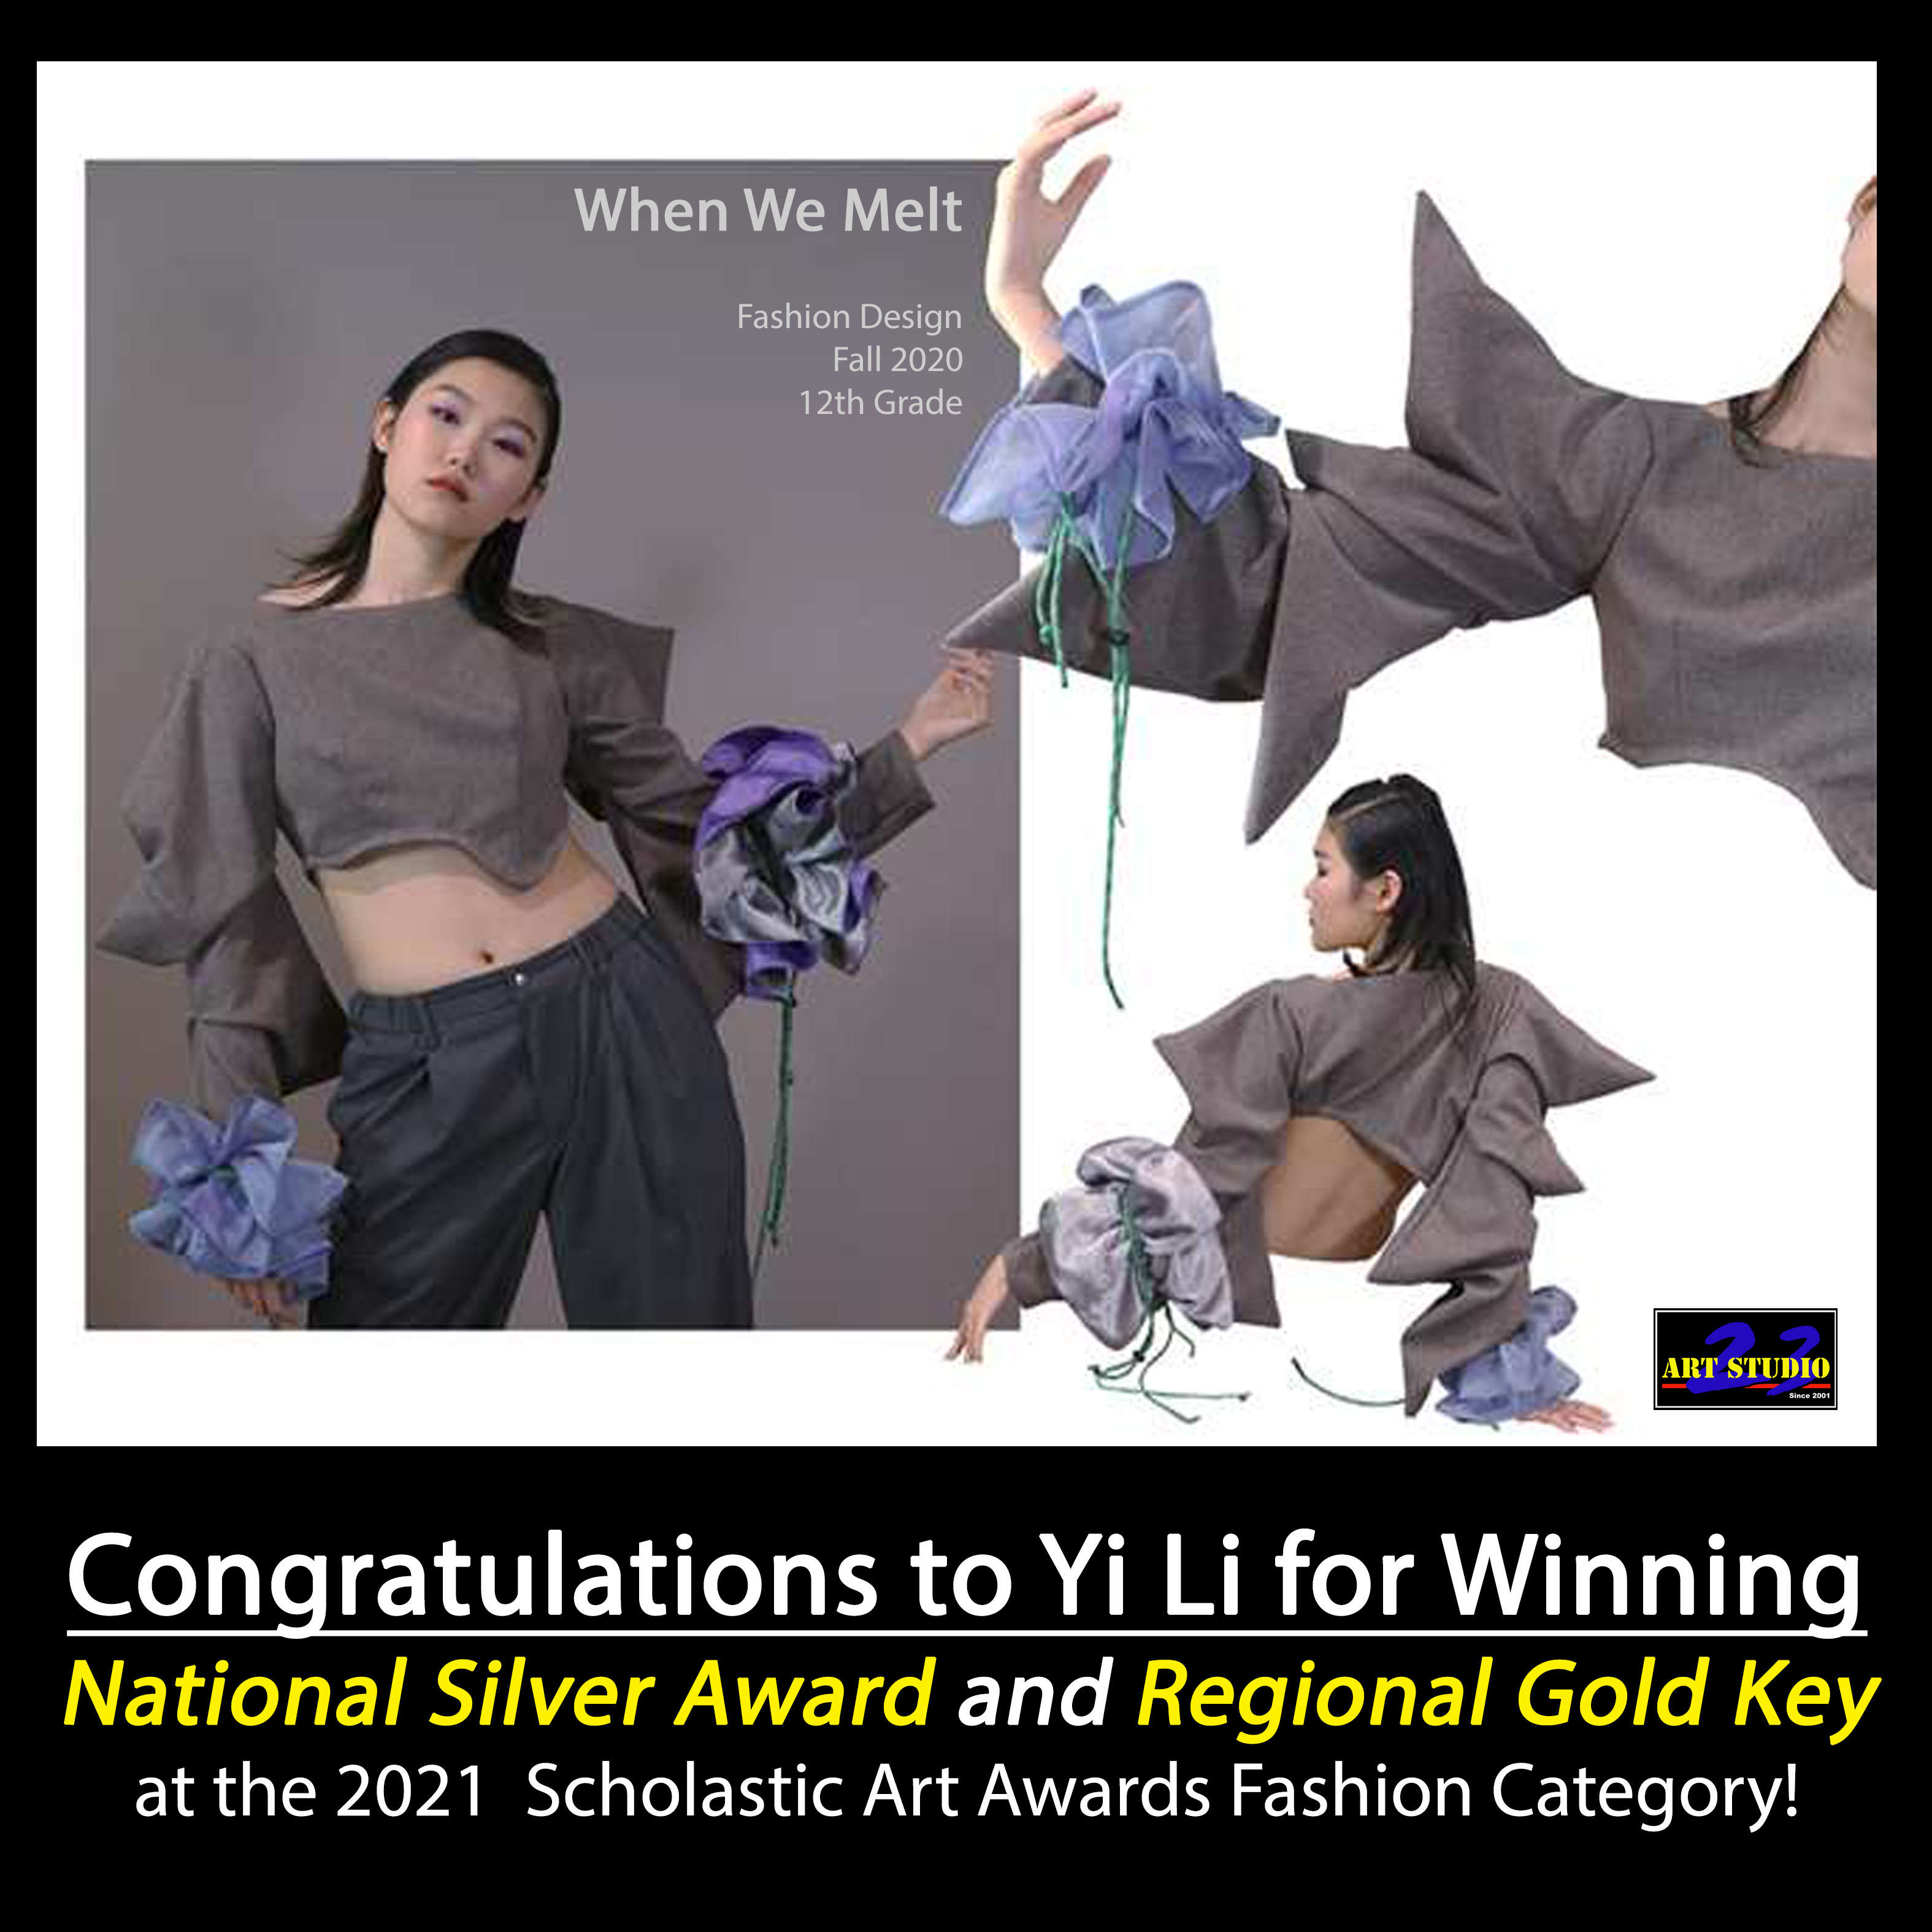 When We Melt
Fashion Design
Fall 2020
12th Grade
23
ART STUDIO
Since 2001
Congratulations to Yi Li for Winning
National Silver Award and Regional Gold Key
at the 2021 Scholastic Art Awards Fashion Category!